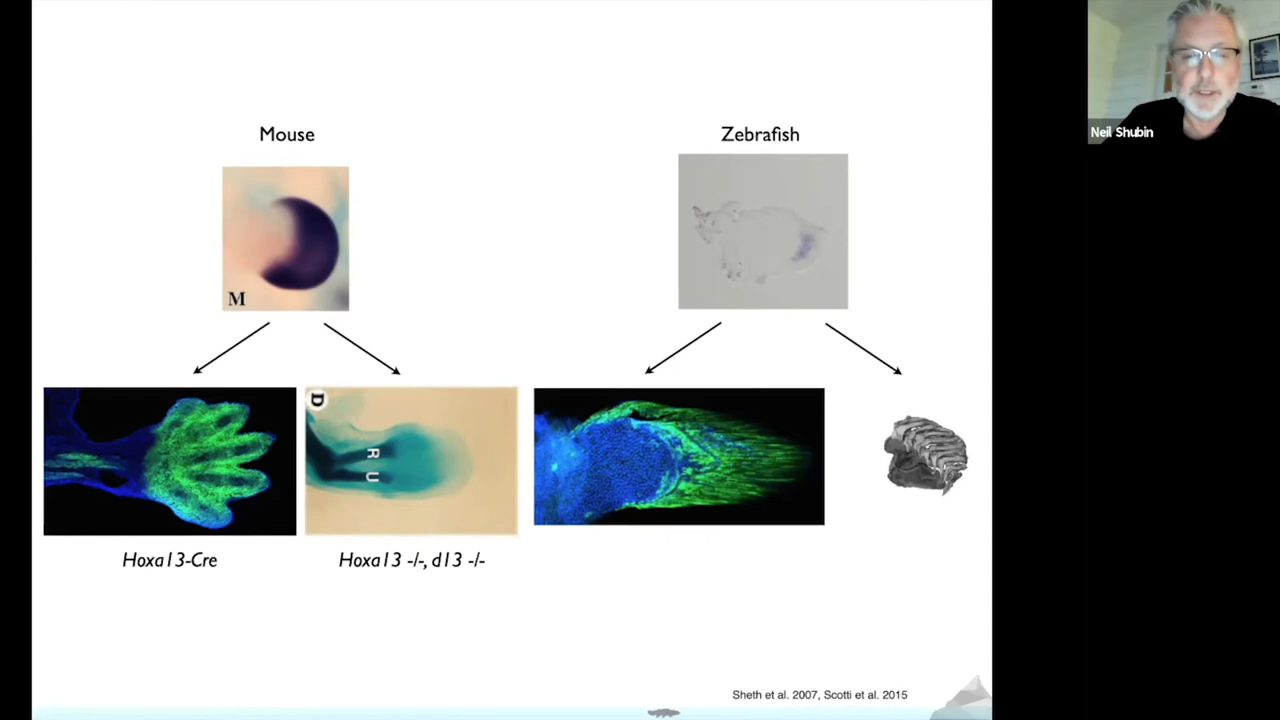 Mouse
Zebrafish
Neil Shubin
M
D
R
U
Hoxa13-Cre
Hoxa13 -/-, d13 -/-
Sheth et al. 2007, Scotti et al. 2015